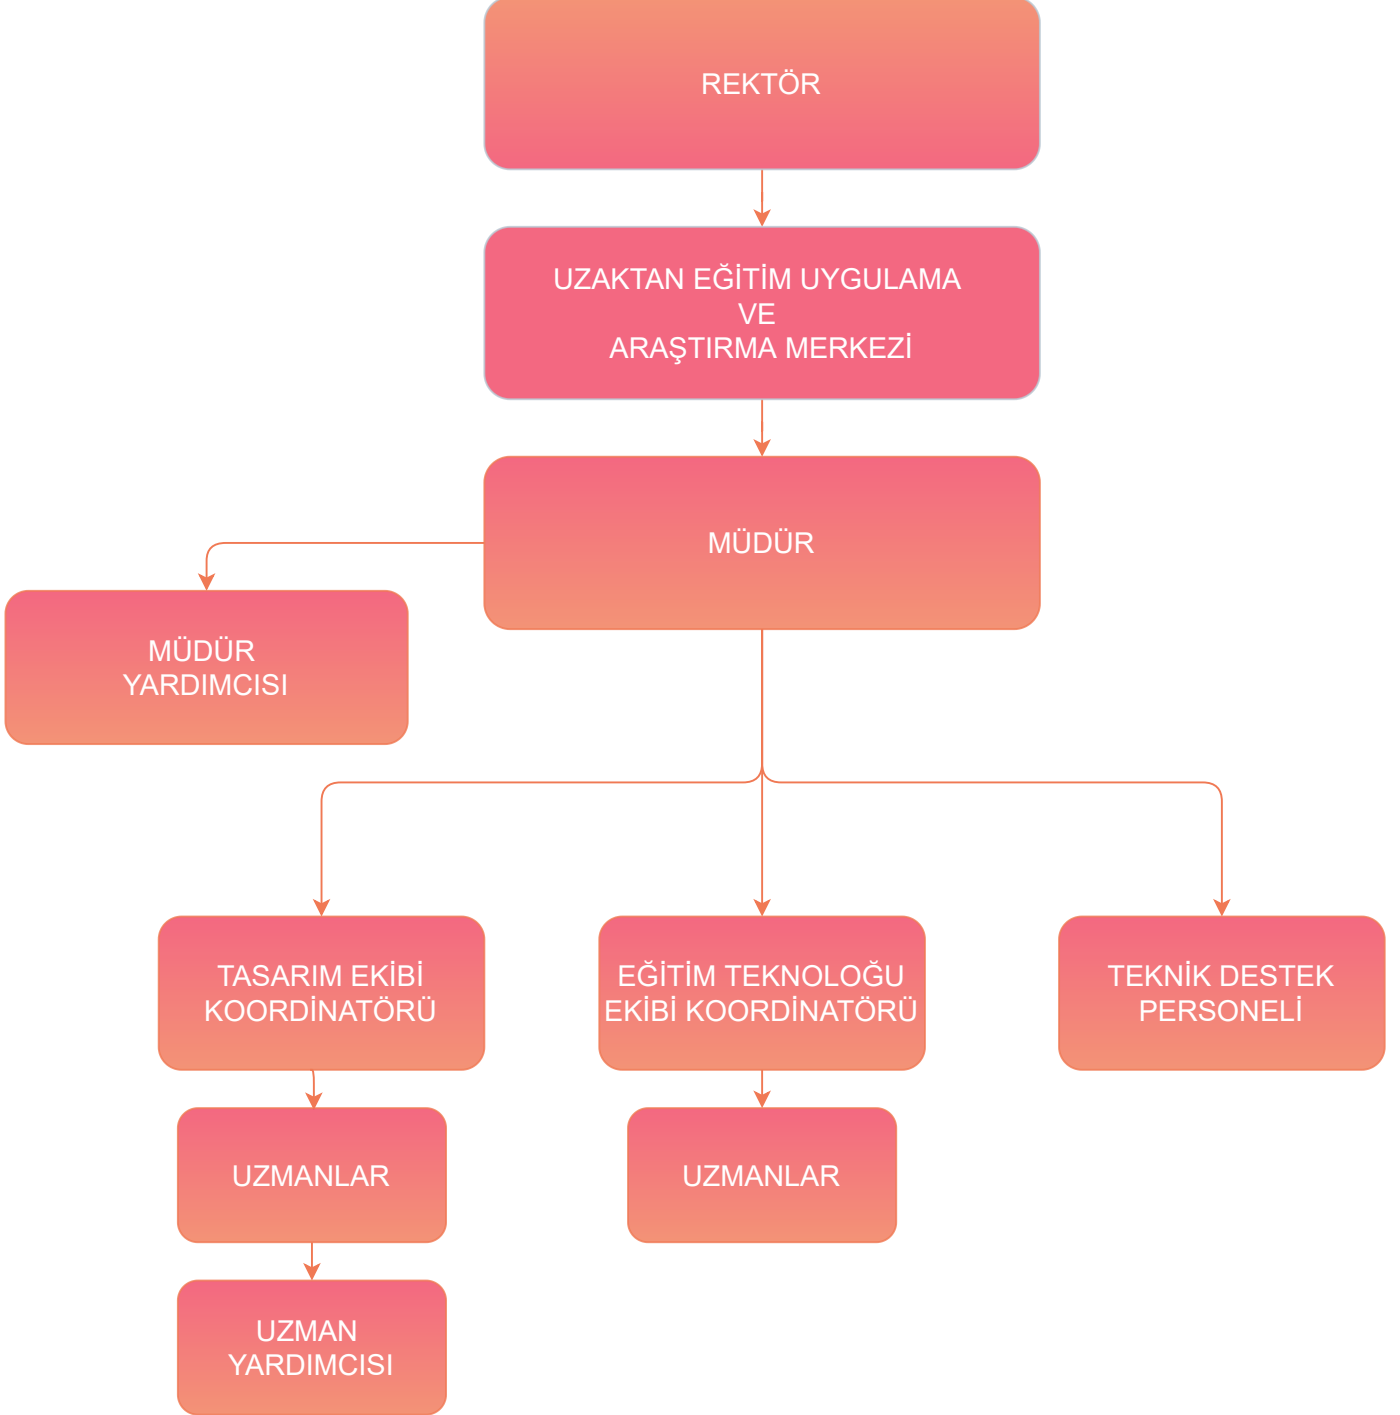 REKTÖR
UZAKTAN EĞİTİM UYGULAMA
VE
ARAŞTIRMA MERKEZİ
MÜDÜR
MÜDÜR
YARDIMCISI
TASARIM EKİBİ
KOORDİNATÖRÜ
EĞİTİM TEKNOLOĞU
EKİBİ KOORDİNATÖRÜ
TEKNİK DESTEK
PERSONELİ
UZMANLAR
UZMANLAR
UZMAN
YARDIMCISI